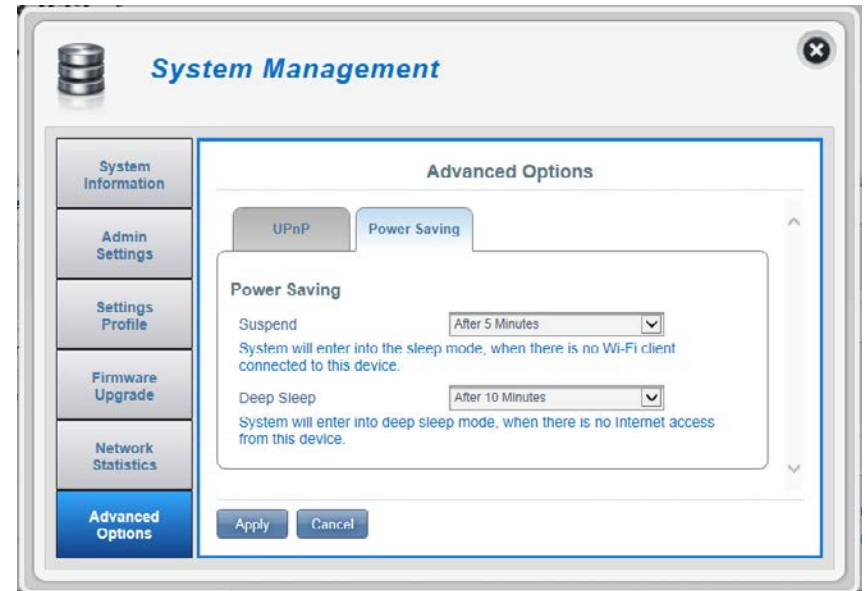 System Management
System
Information
Admin
Settings
Settings
Profile
Firmware
Upgrade
Network
Statistics
Advanced
Options
Advanced Options
UPnP
Power Saving
Power Saving
Suspend
After 5 Minutes
System will enter into the sleep mode, when there is no Wi-Fi client
connected to this device.
Deep Sleep
After 10 Minutes
System will enter into deep sleep mode, when there is no Internet access
from this device.
Apply
Cancel